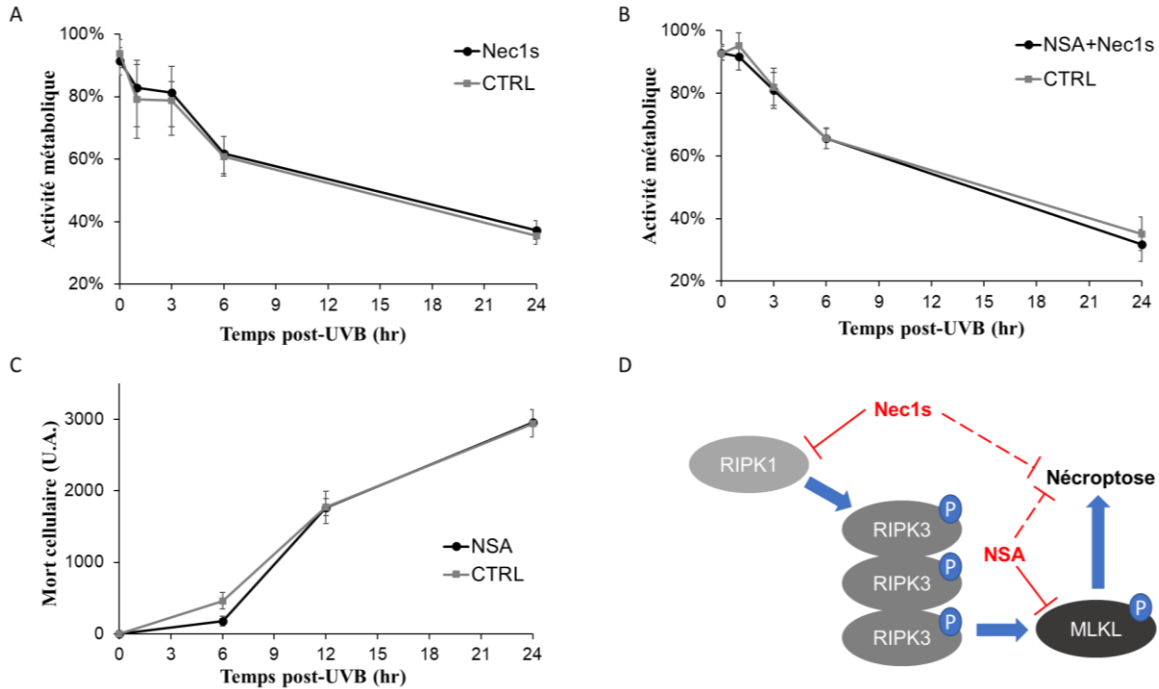 A
100%
80%
60%
40%
20%
Activité métabolique
Nec1s
CTRL
0 1 3 6 9 12 15 18 21 24
Temps post-UVB (hr)
B
100%
80%
60%
40%
20%
Activité métabolique
NSA+Nec1s
CTRL
0 3 6 9 12 15 18 21 24
Temps post-UVB (hr)
C
3000
2000
1000
0
Mort cellulaire (U.A.)
NSA
CTRL
0 3 6 9 12 15 18 21 24
Temps post-UVB (hr)
D
Nec1s
RIPK1
Nécroptose
P
RIPK3
P
RIPK3
NSA
P
RIPK3
P
MLKL